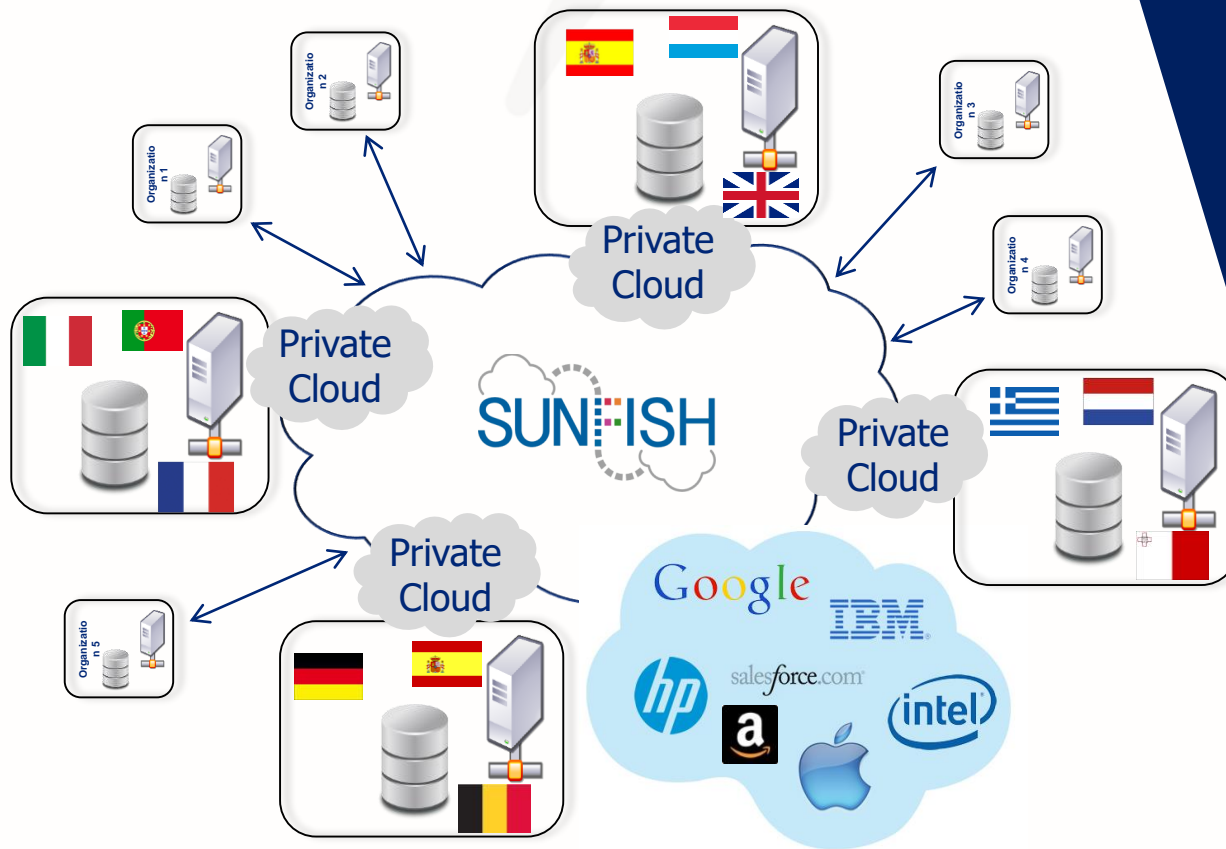 Organizatio
n 2
Organizatio
n 1
Organizatio
n 3
Organizatio
n 4
Private
Cloud
Private
Cloud
SUNFISH
Private
Cloud
Private
Cloud
Organizatio
n 5
Google
IBM
hp
salesforce.com
a
intel